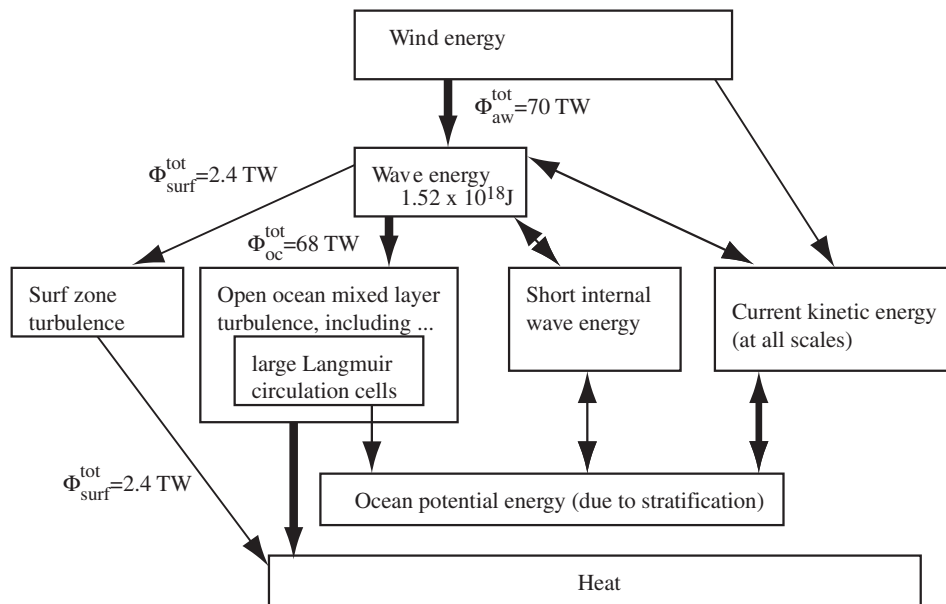 Wind energy
Φ^tot_aw=70 TW
Φ^tot_surf=2.4 TW
Wave energy
1.52 x 10^18 J
Φ^tot_oc=68 TW
Surf zone
turbulence
Open ocean mixed layer
turbulence, including ...
large Langmuir
circulation cells
Short internal
wave energy
Current kinetic energy
(at all scales)
Φ^tot_surf=2.4 TW
Ocean potential energy (due to stratification)
Heat